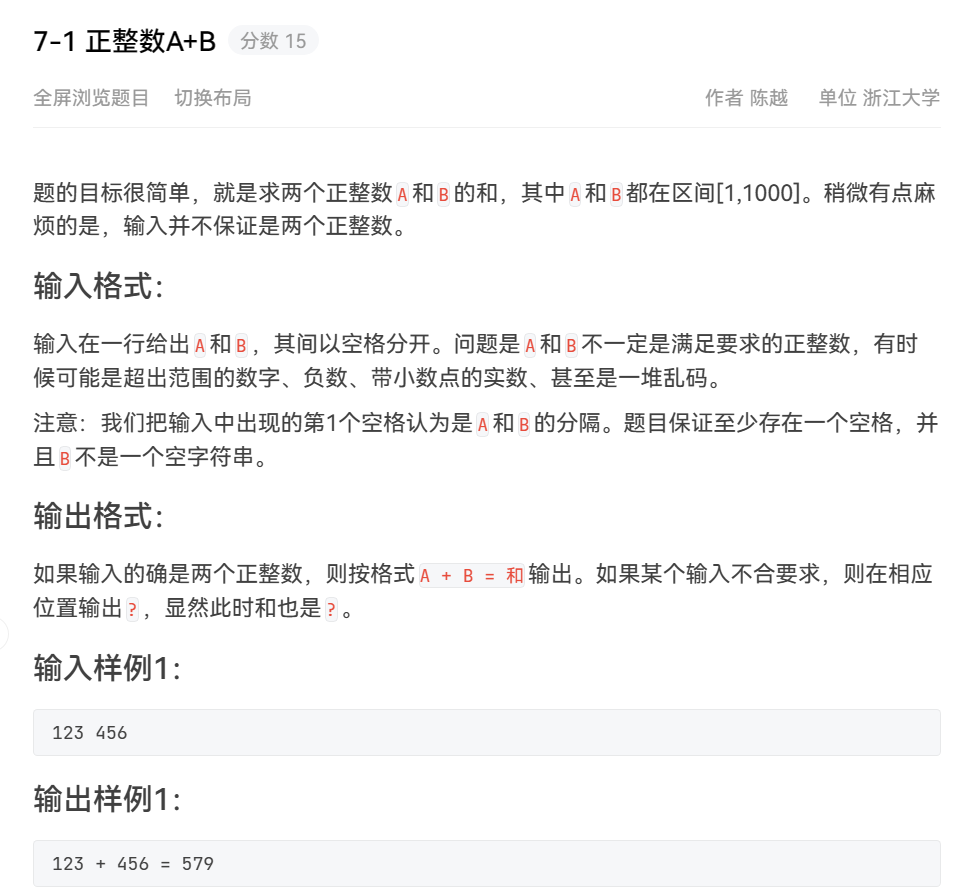 7-1 正整数A+B 分数 15
全屏浏览题目 切换布局 作者 陈越 单位 浙江大学
题的目标很简单，就是求两个正整数A和B的和，其中A和B都在区间[1,1000]。稍微有点麻
烦的是，输入并不保证是两个正整数。
输入格式：
输入在一行给出A和B，其间以空格分开。问题是A和B不一定是满足要求的正整数，有时
候可能是超出范围的数字、负数、带小数点的实数、甚至是一堆乱码。
注意：我们把输入中出现的第1个空格认为是A和B的分隔。题目保证至少存在一个空格，并
且B不是一个空字符串。
输出格式：
如果输入的确是两个正整数，则按格式A + B = 和输出。如果某个输入不合要求，则在相应
位置输出?，显然此时和也是?。
输入样例1：
123 456
输出样例1：
123 + 456 = 579